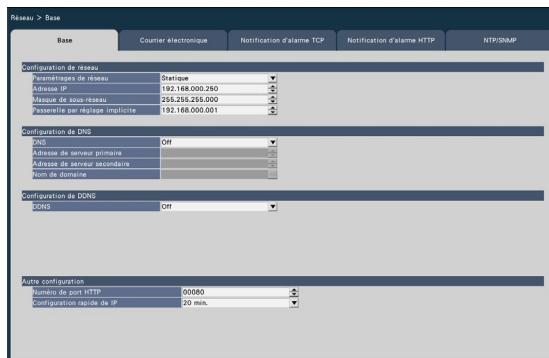 Réseau > Base
Base Courrier électronique Notification d'alarme TCP Notification d'alarme HTTP NTP/SNMP
Configuration de réseau
Paramétrages de réseau Statique
Adresse IP 192.168.000.250
Masque de sous-réseau 255.255.255.000
Passerelle par réglage implicite 192.168.000.001
Configuration de DNS
DNS Off
Adresse de serveur primaire
Adresse de serveur secondaire
Nom de domaine
Configuration de DDNS
DDNS Off
Autre configuration
Numéro de port HTTP 00080
Configuration rapide de IP 20 min.